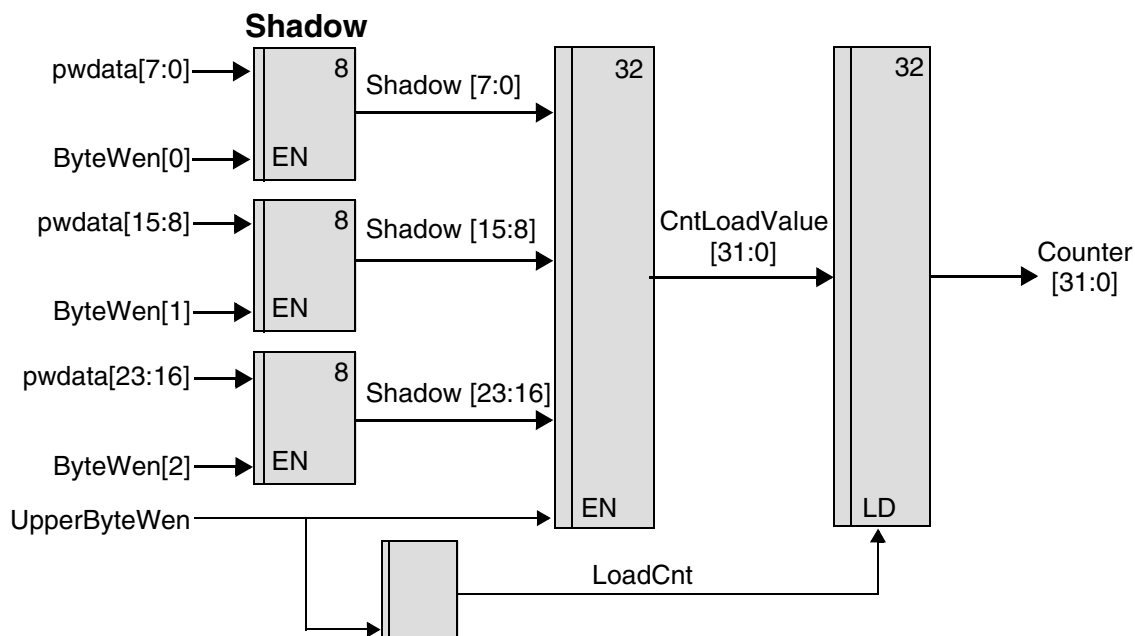 Shadow
pwdata[7:0]
8
Shadow [7:0]
32
32
ByteWen[0]
EN
pwdata[15:8]
8
Shadow [15:8]
CntLoadValue
[31:0]
Counter
[31:0]
ByteWen[1]
EN
pwdata[23:16]
8
Shadow [23:16]
ByteWen[2]
EN
UpperByteWen
EN
LD
LoadCnt